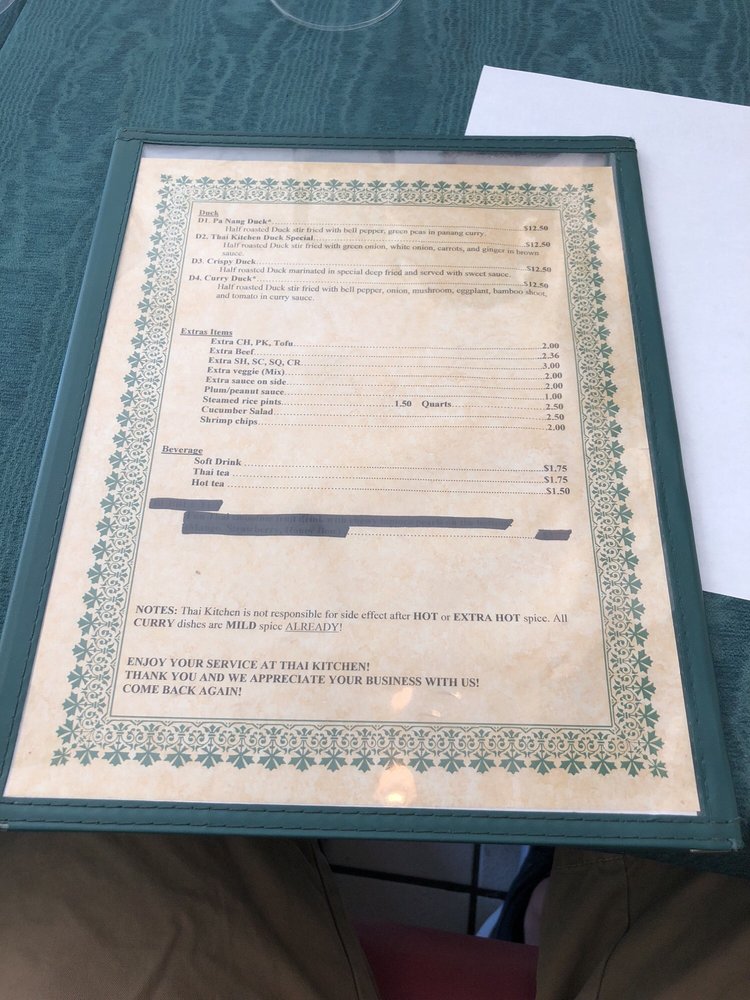 Duck
D1. Pa Nang Duck*..........$12.50
Half roasted Duck stir fried with bell pepper, green peas in panang curry.
D2. Thai Kitchen Duck Special..........$12.50
Half roasted Duck stir fried with green onion, white onion, carrots, and ginger in brown
sauce.
D3. Crispy Duck..........$12.50
Half roasted Duck marinated in special deep fried and served with sweet sauce.
D4. Curry Duck*..........$12.50
Half roasted Duck stir fried with bell pepper, onion, mushroom, eggplant, bamboo shoot,
and tomato in curry sauce.
Extras Items
Extra CH, PK, Tofu..........2.00
Extra Beef..........2.36
Extra SH, SC, SQ, CR..........3.00
Extra veggie (Mix)..........2.00
Extra sauce on side..........2.00
Plum/peanut sauce..........1.00
Steamed rice pints..........1.50 Quarts..........2.50
Cucumber Salad..........2.50
Shrimp chips..........2.00
Beverage
Soft Drink..........$1.75
Thai tea..........$1.75
Hot tea..........$1.50
NOTES: Thai Kitchen is not responsible for side effect after HOT or EXTRA HOT spice. All
CURRY dishes are MILD spice ALREADY!
ENJOY YOUR SERVICE AT THAI KITCHEN!
THANK YOU AND WE APPRECIATE YOUR BUSINESS WITH US!
COME BACK AGAIN!